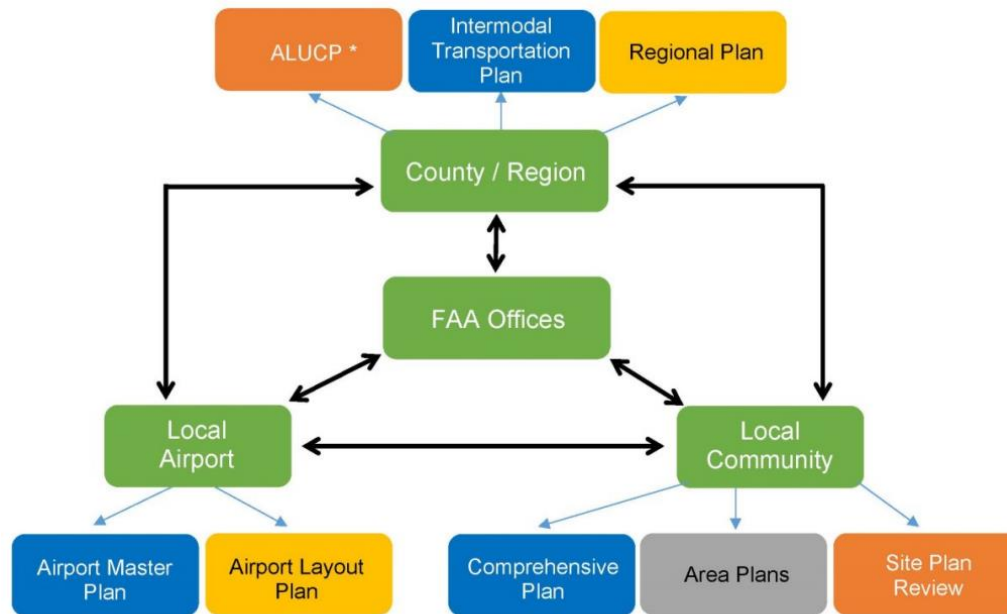 ALUCP *
Intermodal
Transportation
Plan
Regional Plan
County / Region
FAA Offices
Local
Airport
Local
Community
Airport Master
Plan
Airport Layout
Plan
Comprehensive
Plan
Area Plans
Site Plan
Review